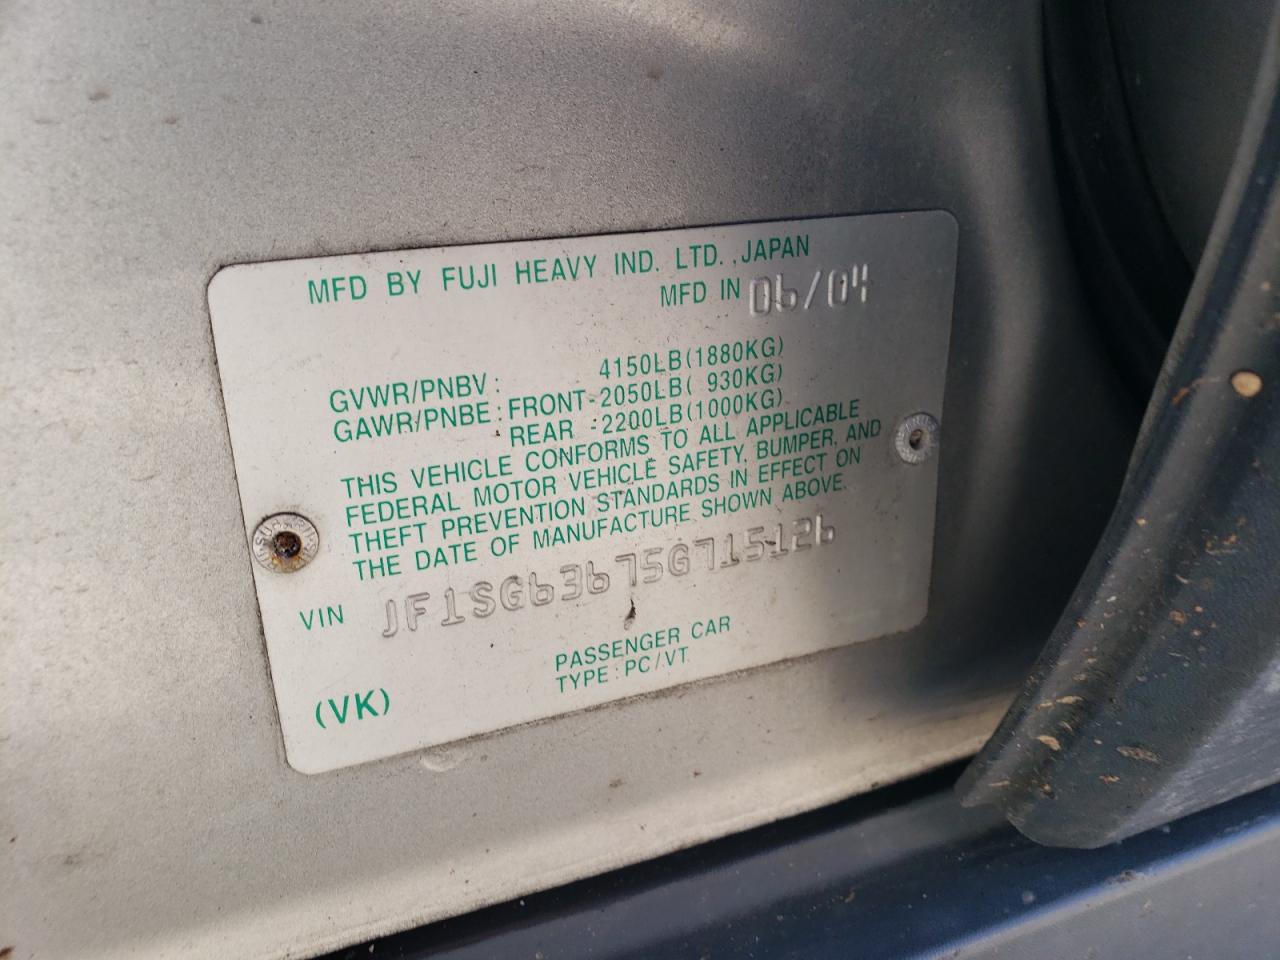 MFD BY FUJI HEAVY IND. LTD., JAPAN
MFD IN 06/04
GVWR/PNBV: 4150LB(1880KG)
GAWR/PNBE: FRONT-2050LB( 930KG)
REAR -2200LB(1000KG)
THIS VEHICLE CONFORMS TO ALL APPLICABLE
FEDERAL MOTOR VEHICLE SAFETY, BUMPER, AND
THEFT PREVENTION STANDARDS IN EFFECT ON
THE DATE OF MANUFACTURE SHOWN ABOVE.
VIN JF1SG63675G715126
PASSENGER CAR
TYPE: PC/VT
(VK)